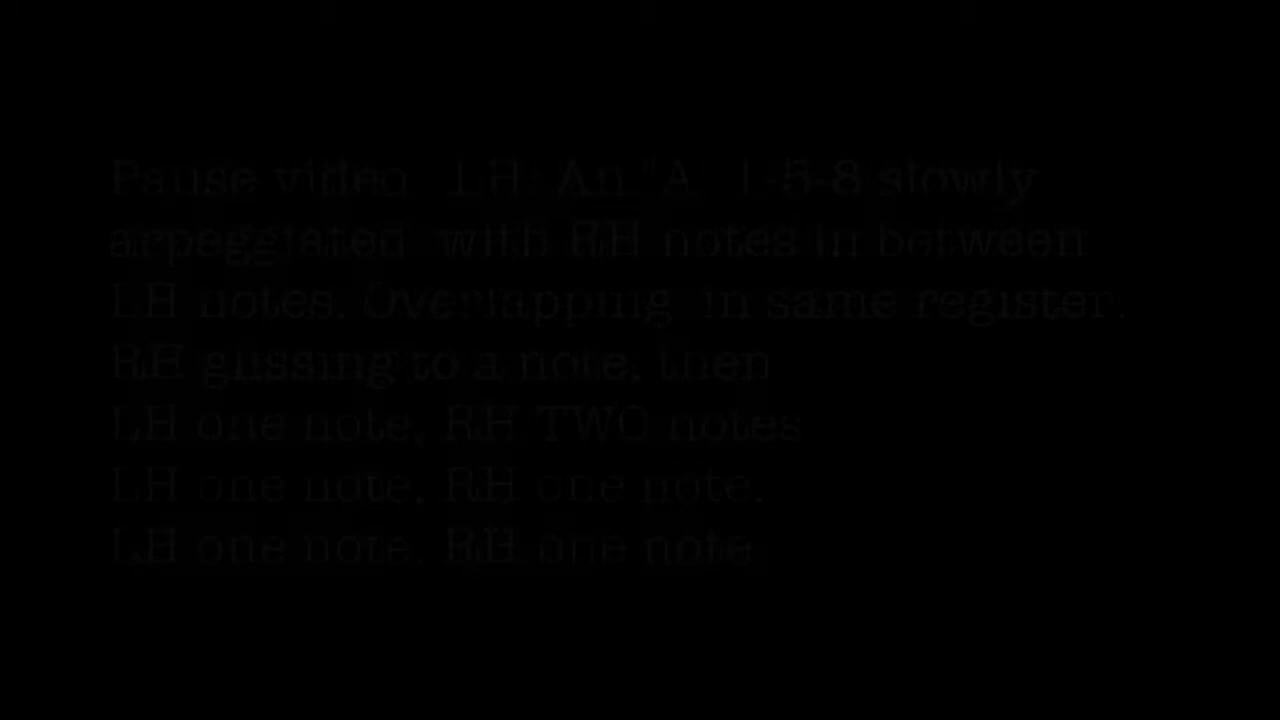 Pause video. LH: An "A" 1-5-8 slowly
arpeggiated with RH notes in between
LH notes. Overlapping in same register.
RH glissing to a note, then
LH one note, RH TWO notes
LH one note, RH one note.
LH one note, RH one note